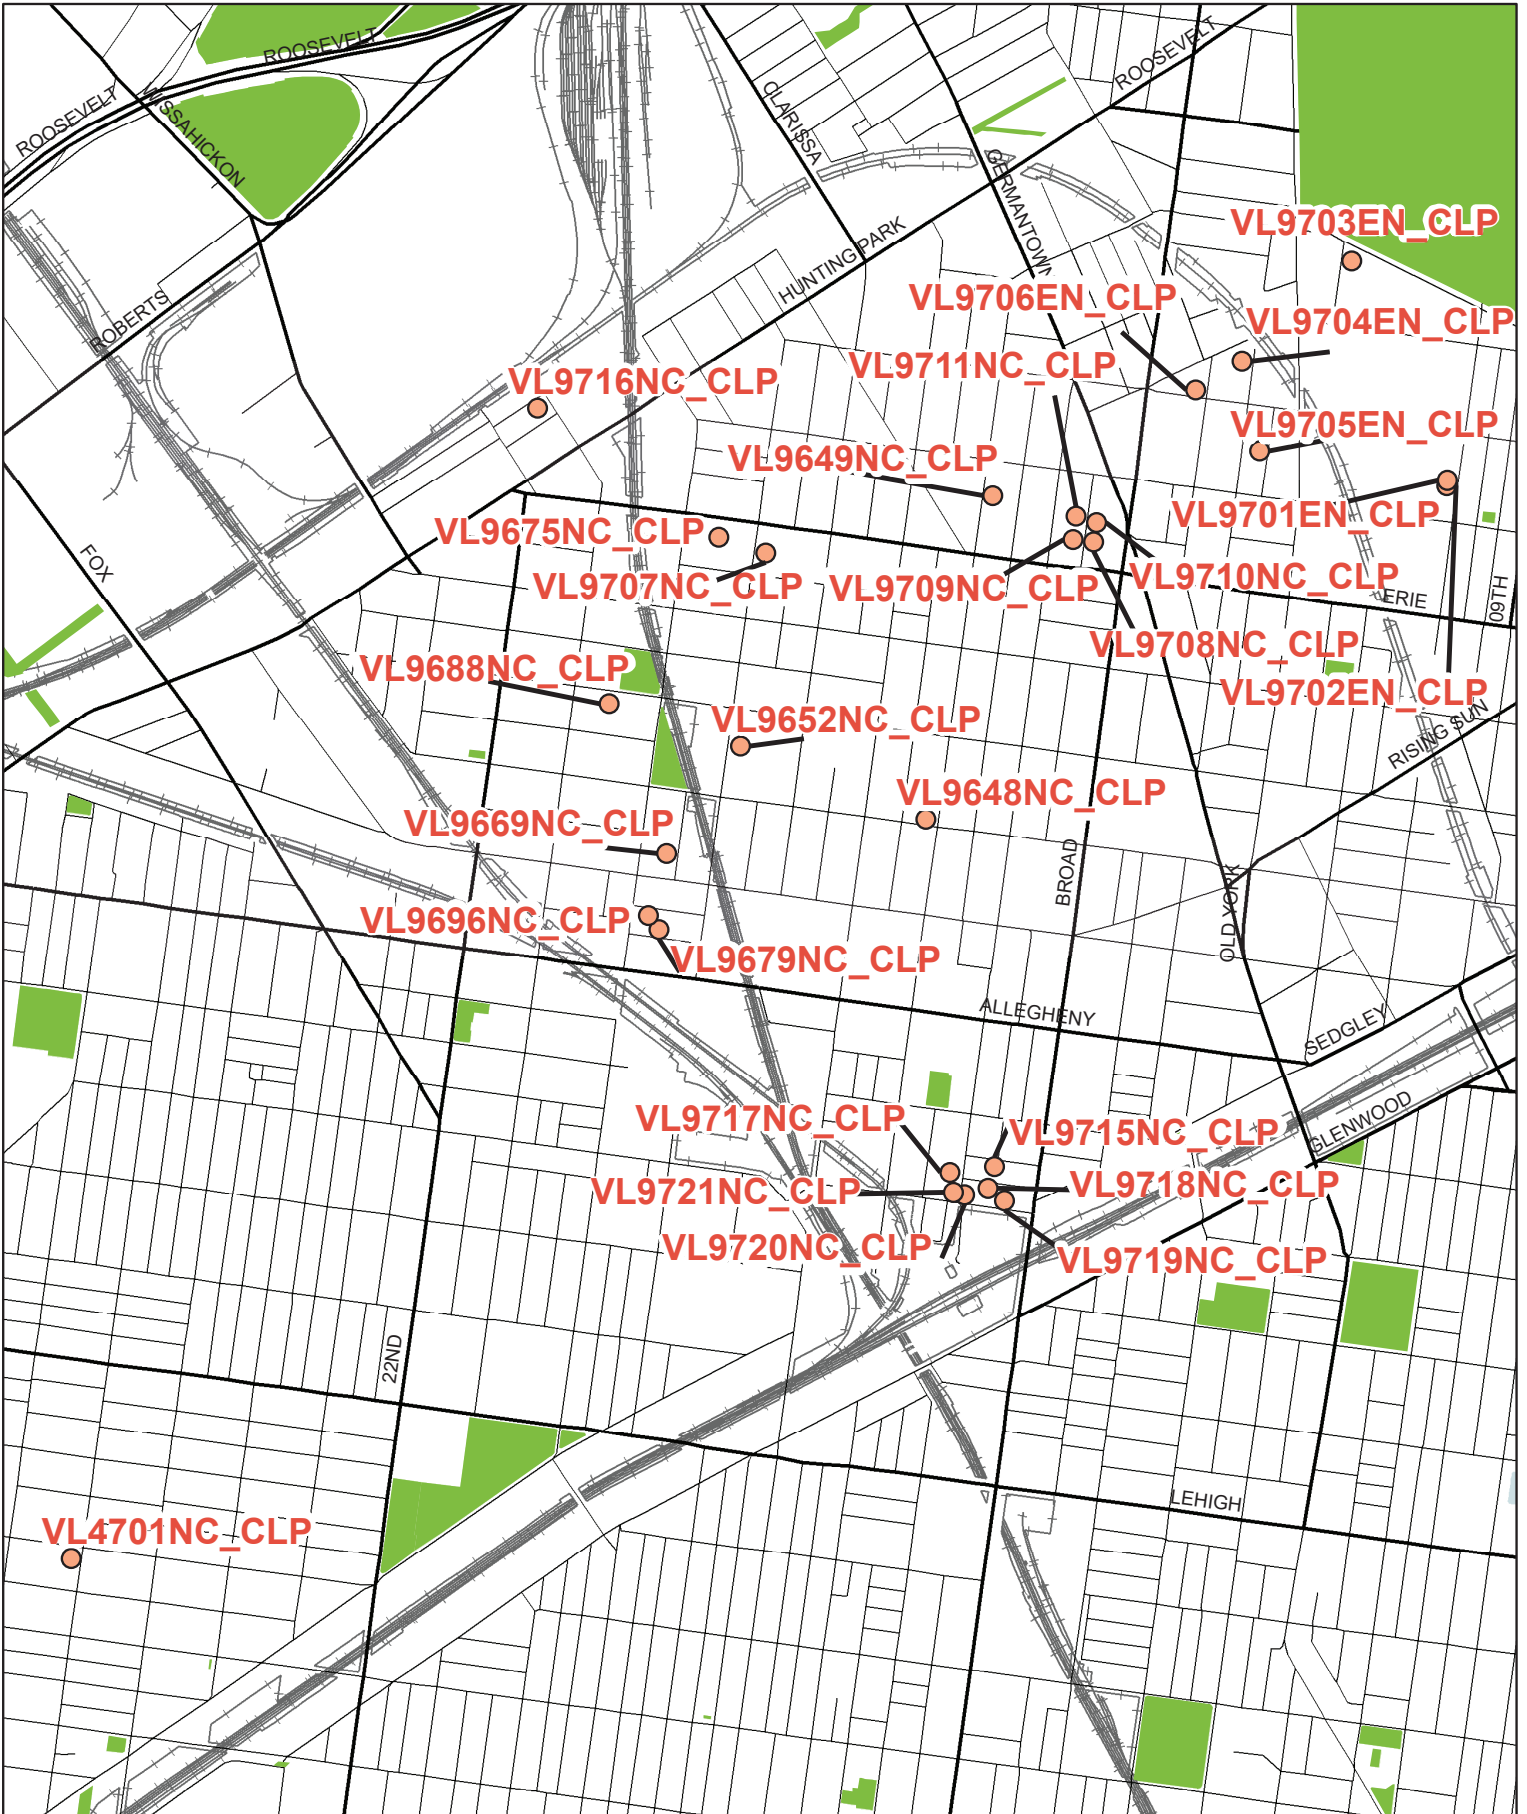 ROOSEVELT
ROOSEVELT
ROOSEVELT
WISSAHICKON
CLARISSA
GERMANTOWN
VL9703EN_CLP
HUNTING PARK
VL9706EN_CLP
ROBERTS
VL9704EN_CLP
VL9711NC_CLP
VL9716NC_CLP
VL9705EN_CLP
VL9649NC_CLP
VL9701EN_CLP
VL9675NC_CLP
FOX
VL9707NC_CLP
VL9709NC_CLP
VL9710NC_CLP
ERIE
09TH
VL9708NC_CLP
VL9688NC_CLP
VL9702EN_CLP
VL9652NC_CLP
RISING SUN
VL9648NC_CLP
VL9669NC_CLP
BROAD
OLD YORK
VL9696NC_CLP
VL9679NC_CLP
ALLEGHENY
SEDGLEY
VL9717NC_CLP
VL9715NC_CLP
GLENWOOD
VL9721NC_CLP
VL9718NC_CLP
VL9720NC_CLP
VL9719NC_CLP
22ND
LEHIGH
VL4701NC_CLP